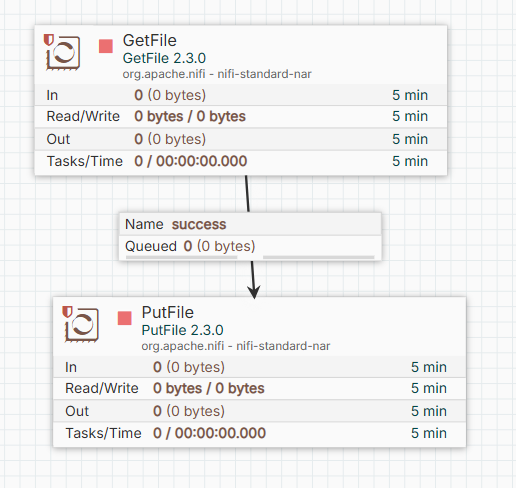 GetFile
GetFile 2.3.0
org.apache.nifi - nifi-standard-nar
In 0 (0 bytes) 5 min
Read/Write 0 bytes / 0 bytes 5 min
Out 0 (0 bytes) 5 min
Tasks/Time 0 / 00:00:00.000 5 min
Name success
Queued 0 (0 bytes)
PutFile
PutFile 2.3.0
org.apache.nifi - nifi-standard-nar
In 0 (0 bytes) 5 min
Read/Write 0 bytes / 0 bytes 5 min
Out 0 (0 bytes) 5 min
Tasks/Time 0 / 00:00:00.000 5 min